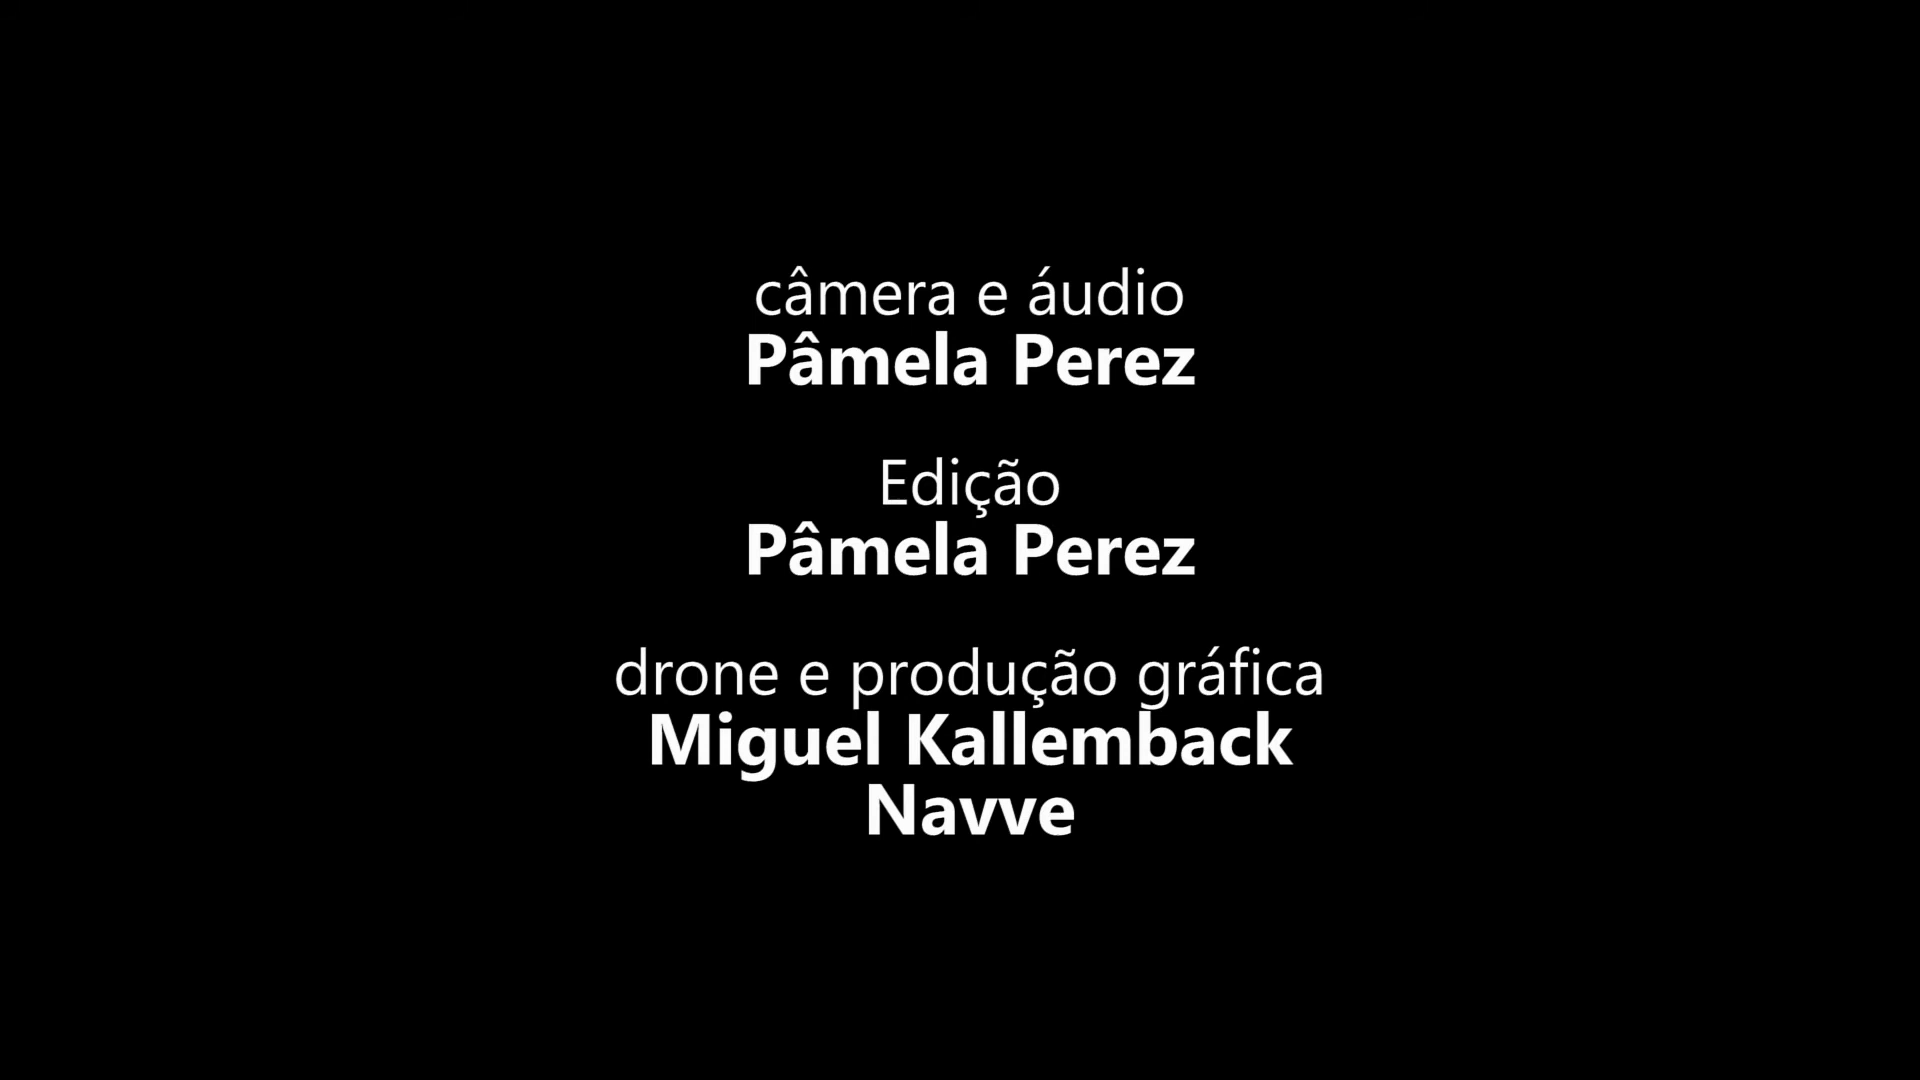 câmera e áudio
Pâmela Perez
Edição
Pâmela Perez
drone e produção gráfica
Miguel Kallemback
Navve